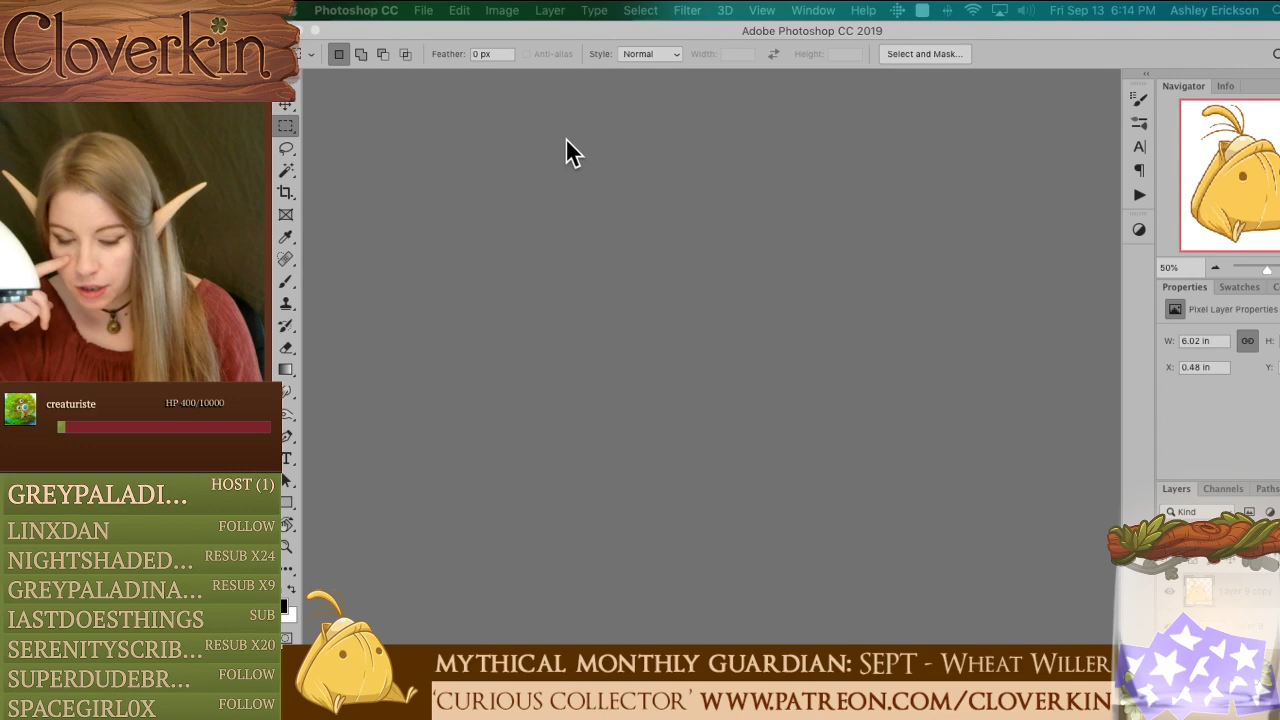 Cloverkin
Photoshop CC File Edit Image Layer Type Select Filter 3D View Window Help Fri Sep 13 6:14 PM Ashley Erickson
Adobe Photoshop CC 2019
Feather: 0 px Anti-alias Style: Normal Width: Height: Select and Mask...
Navigator Info
50%
Properties Swatches
Pixel Layer Properties
W: 6.02 in H:
X: 0.48 in Y:
Layers Channels Paths
Kind
Layer 9 copy
creaturiste HP 400/10000
GREYPALADI... HOST (1)
LINXDAN FOLLOW
NIGHTSHADED... RESUB X24
GREYPALADINA... RESUB X9
IASTDOESTHINGS SUB
SERENITYSCRIB... RESUB X20
SUPERDUDEBR... FOLLOW
SPACEGIRL0X FOLLOW
MYTHICAL MONTHLY GUARDIAN: SEPT - WHEAT WILLER
'CURIOUS COLLECTOR' WWW.PATREON.COM/CLOVERKIN